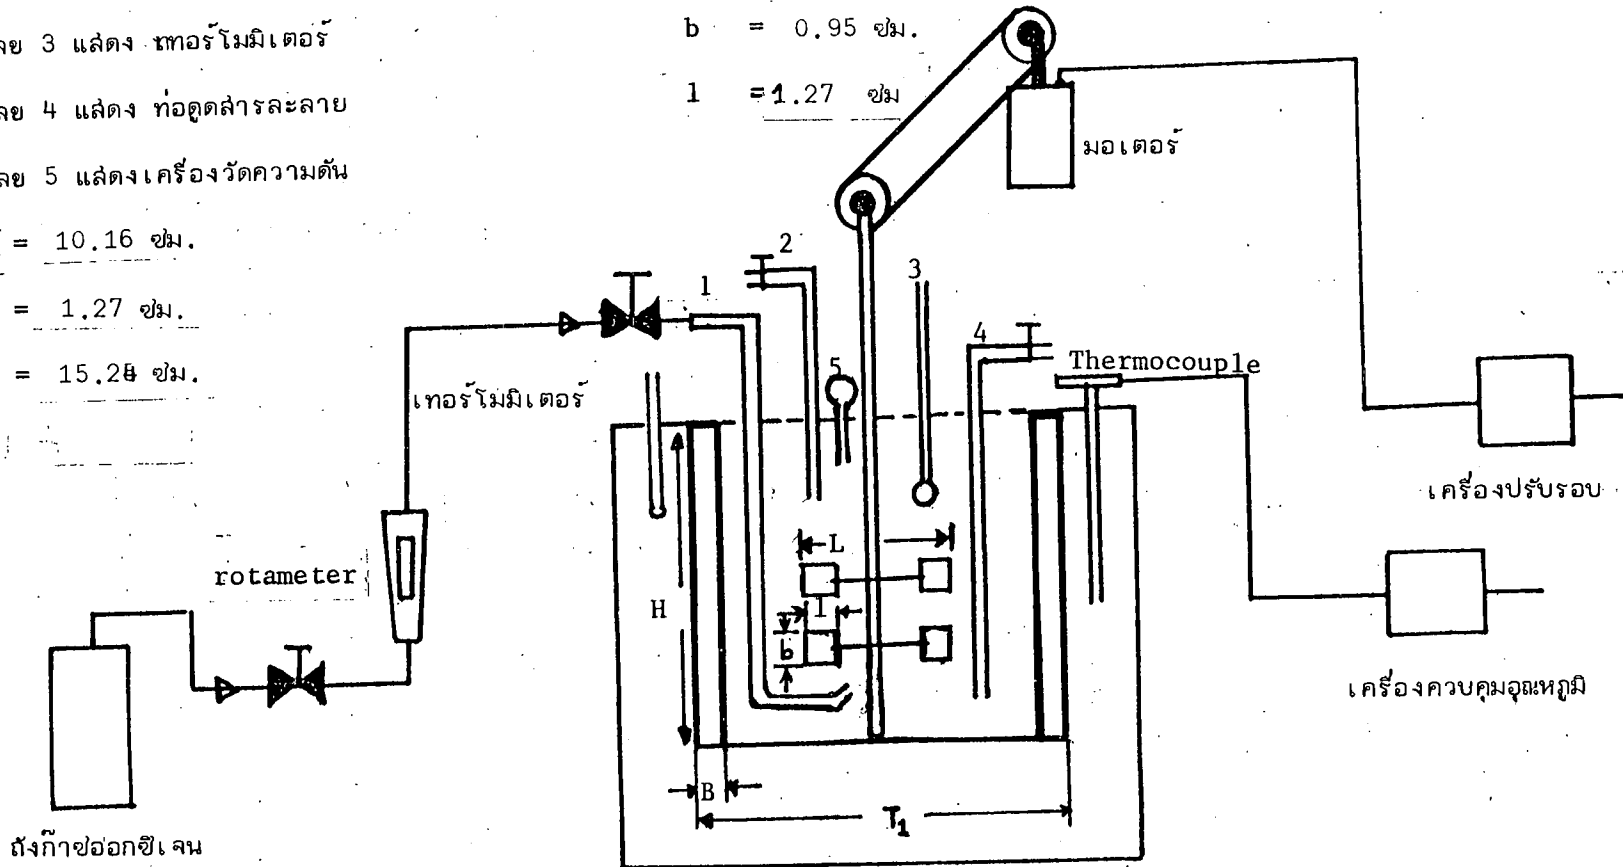 ลย 3 แสดง เทอร์โมมิเตอร์
ลย 4 แสดง ท่อดูดสารละลาย
ลย 5 แสดงเครื่องวัดความดัน
= 10.16 ซม.
= 1.27 ซม.
= 15.24 ซม.
b = 0.95 ซม.
l = 1.27 ซม
มอเตอร์
2
3
1
4
5
Thermocouple
เทอร์โมมิเตอร์
เครื่องปรับรอบ
rotameter
L
l
H
b
เครื่องควบคุมอุณหภูมิ
B
T₁
ถังก๊าซออกซิเจน